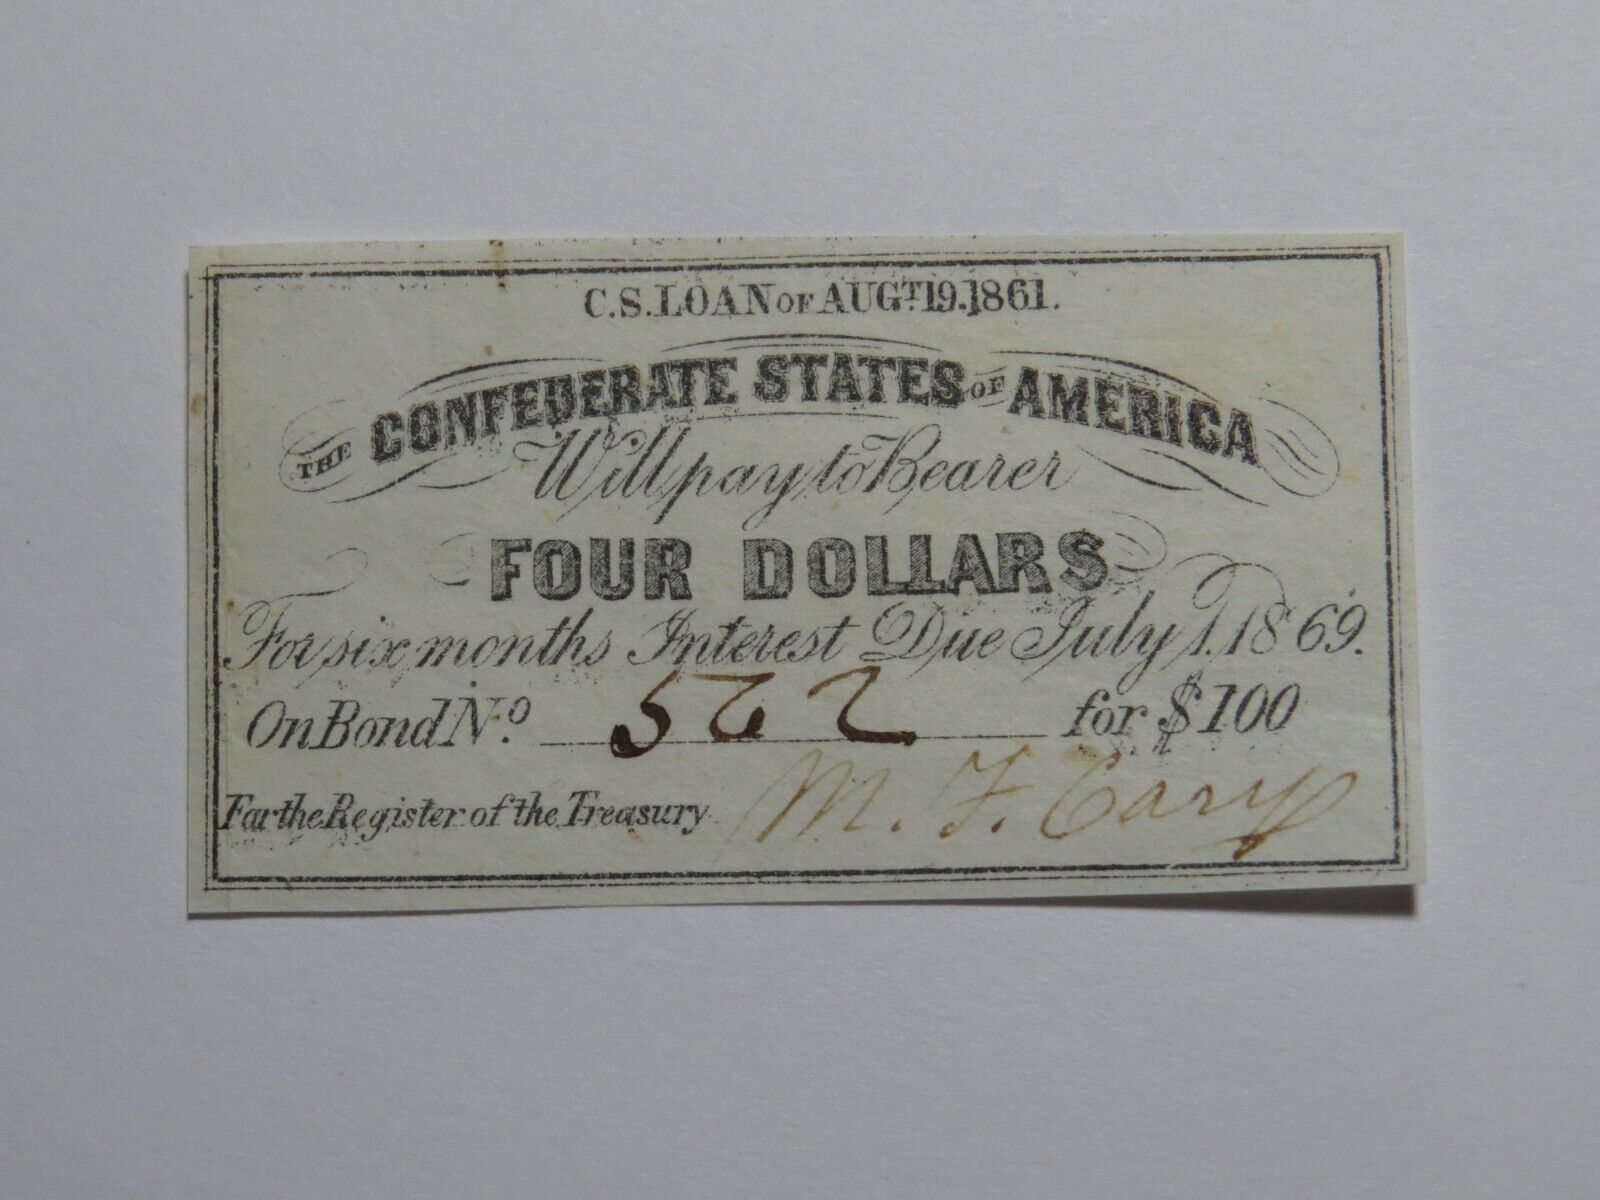 C.S. LOAN OF AUGT. 19. 1861.
THE CONFEDERATE STATES OF AMERICA
Will pay to Bearer
FOUR DOLLARS
For six months Interest Due July 1. 1869.
On Bond No. 522 for $100
For the Register of the Treasury M. F. Cary